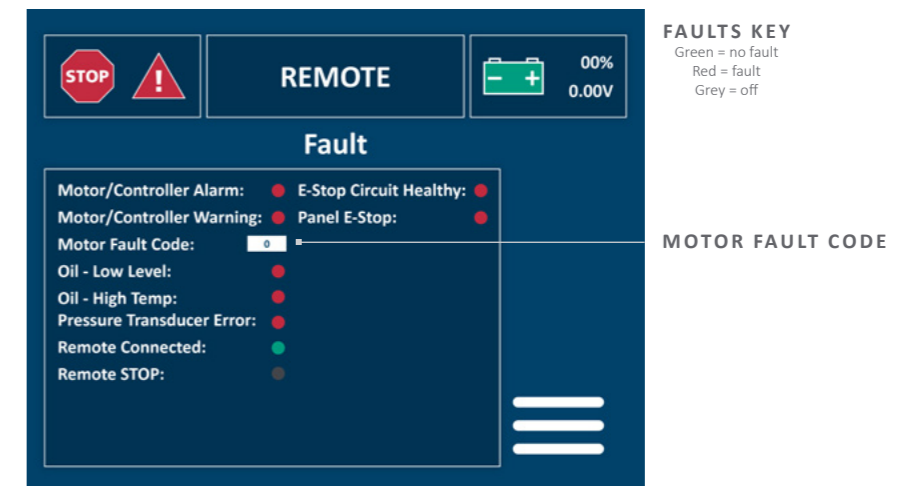 STOP
!
REMOTE
00%
0.00V
Fault
Motor/Controller Alarm:
Motor/Controller Warning:
Motor Fault Code: 0
Oil - Low Level:
Oil - High Temp:
Pressure Transducer Error:
Remote Connected:
Remote STOP:
E-Stop Circuit Healthy:
Panel E-Stop:
FAULTS KEY
Green = no fault
Red = fault
Grey = off
MOTOR FAULT CODE